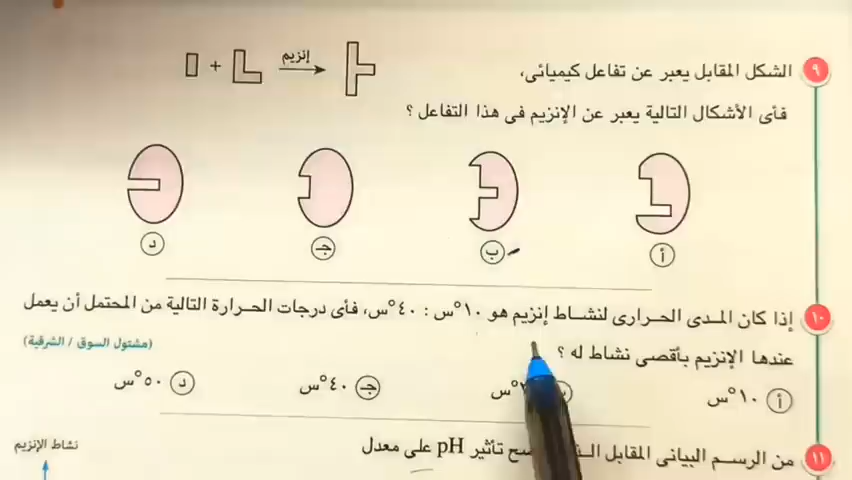 ٩ الشكل المقابل يعبر عن تفاعل كيميائى،
+ إنزيم
فأى الأشكال التالية يعبر عن الإنزيم فى هذا التفاعل ؟
أ ب جـ د
١٠ إذا كان المدى الحرارى لنشاط إنزيم هو ١٠°س : ٤٠°س، فأى درجات الحرارة التالية من المحتمل أن يعمل
عندها الإنزيم بأقصى نشاط له ؟ (مشتول السوق / الشرقية)
أ ١٠°س °س جـ ٤٠°س د ٥٠°س
١١ من الرسم البيانى المقابل تأثير pH على معدل
نشاط الإنزيم